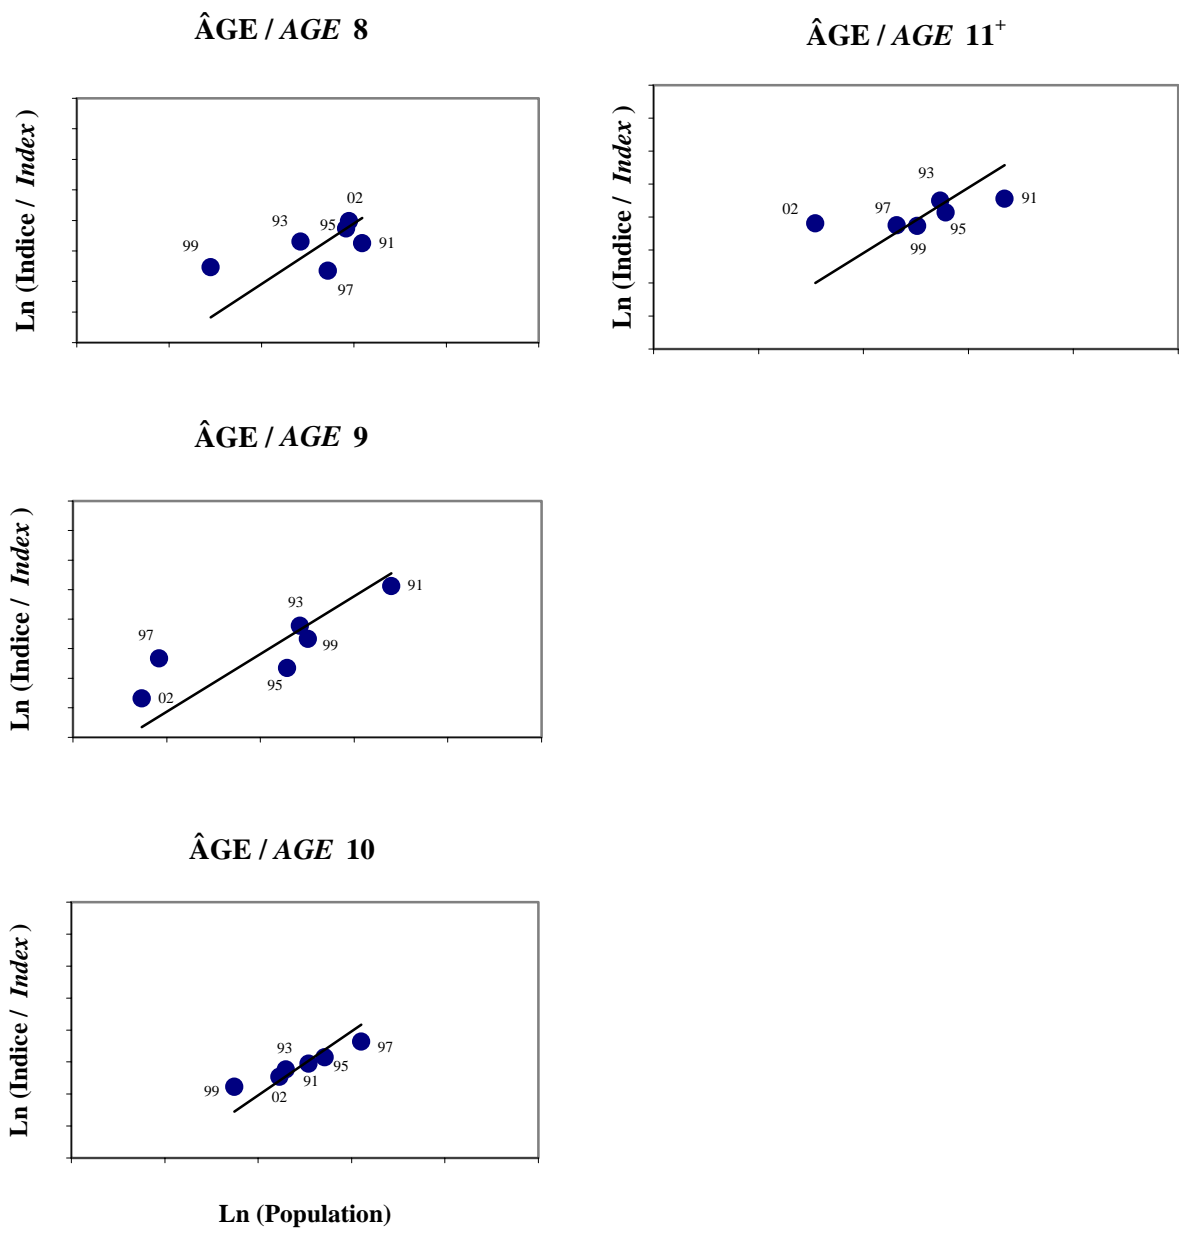 ÂGE / AGE 8
Ln (Indice / Index)
99
93
95
02
91
97
ÂGE / AGE 11+
Ln (Indice / Index)
02
97
93
99
95
91
ÂGE / AGE 9
Ln (Indice / Index)
97
02
93
99
95
91
ÂGE / AGE 10
Ln (Indice / Index)
99
93
02
91
95
97
Ln (Population)